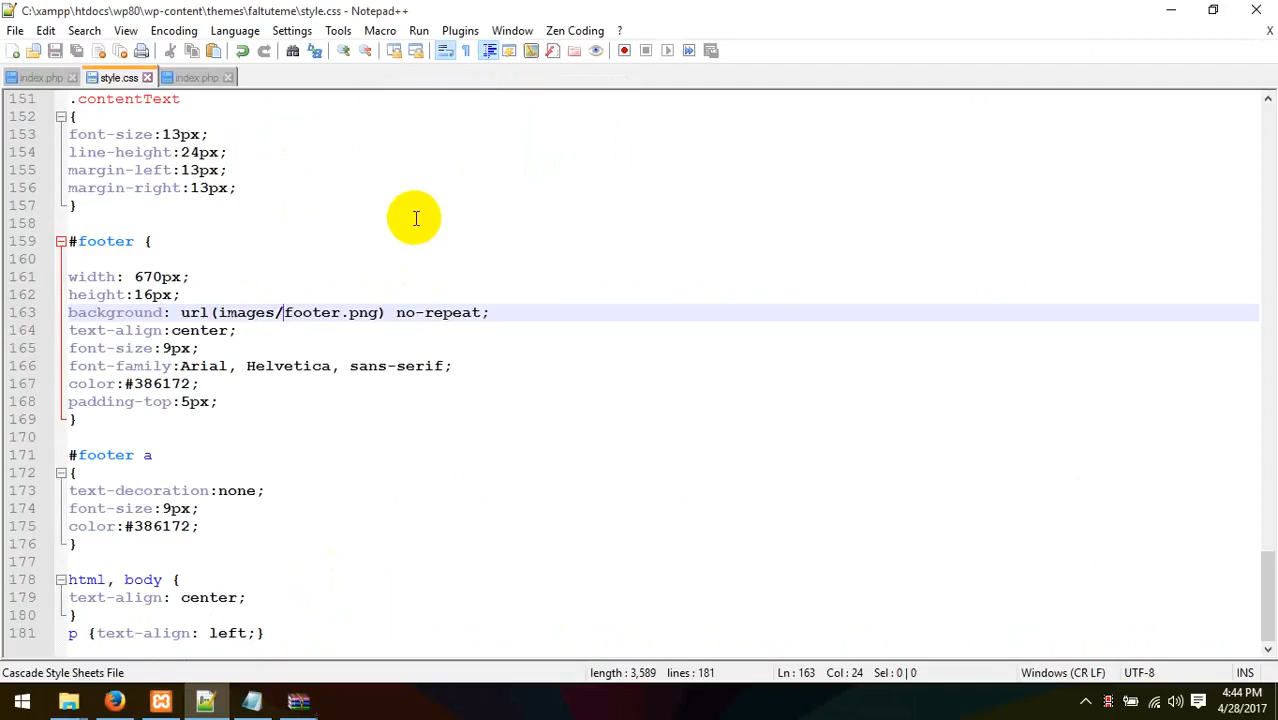 C:\xampp\htdocs\wp80\wp-content\themes\faltuteme\style.css - Notepad++
File Edit Search View Encoding Language Settings Tools Macro Run Plugins Window Zen Coding ? X
index.php style.css index.php
151 .contentText
152 {
153 font-size:13px;
154 line-height:24px;
155 margin-left:13px;
156 margin-right:13px;
157 }
158
159 #footer {
160
161 width: 670px;
162 height:16px;
163 background: url(images/footer.png) no-repeat;
164 text-align:center;
165 font-size:9px;
166 font-family:Arial, Helvetica, sans-serif;
167 color:#386172;
168 padding-top:5px;
169 }
170
171 #footer a
172 {
173 text-decoration:none;
174 font-size:9px;
175 color:#386172;
176 }
177
178 html, body {
179 text-align: center;
180 }
181 p {text-align: left;}
Cascade Style Sheets File length : 3,589 lines : 181 Ln : 163 Col : 24 Sel : 0 | 0 Windows (CR LF) UTF-8 INS
4:44 PM
4/28/2017